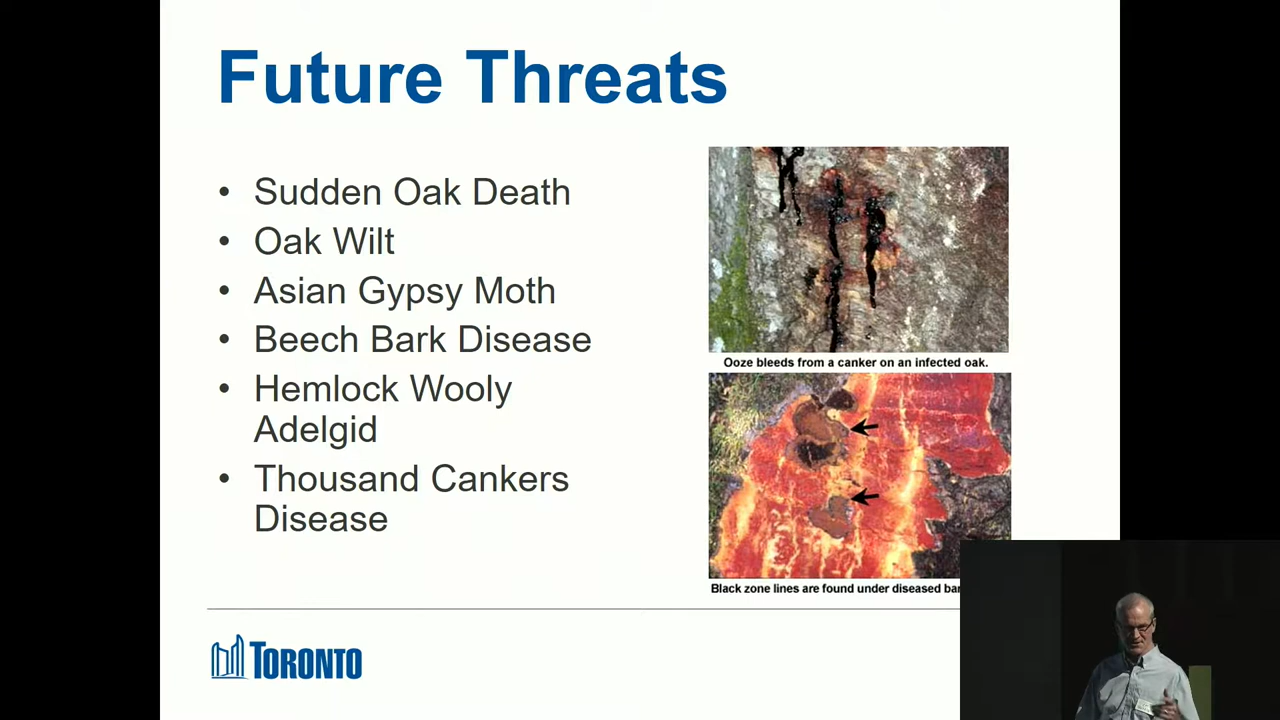 Future Threats
• Sudden Oak Death
• Oak Wilt
• Asian Gypsy Moth
• Beech Bark Disease
• Hemlock Wooly
Adelgid
• Thousand Cankers
Disease
Ooze bleeds from a canker on an infected oak.
Black zone lines are found under diseased
TORONTO